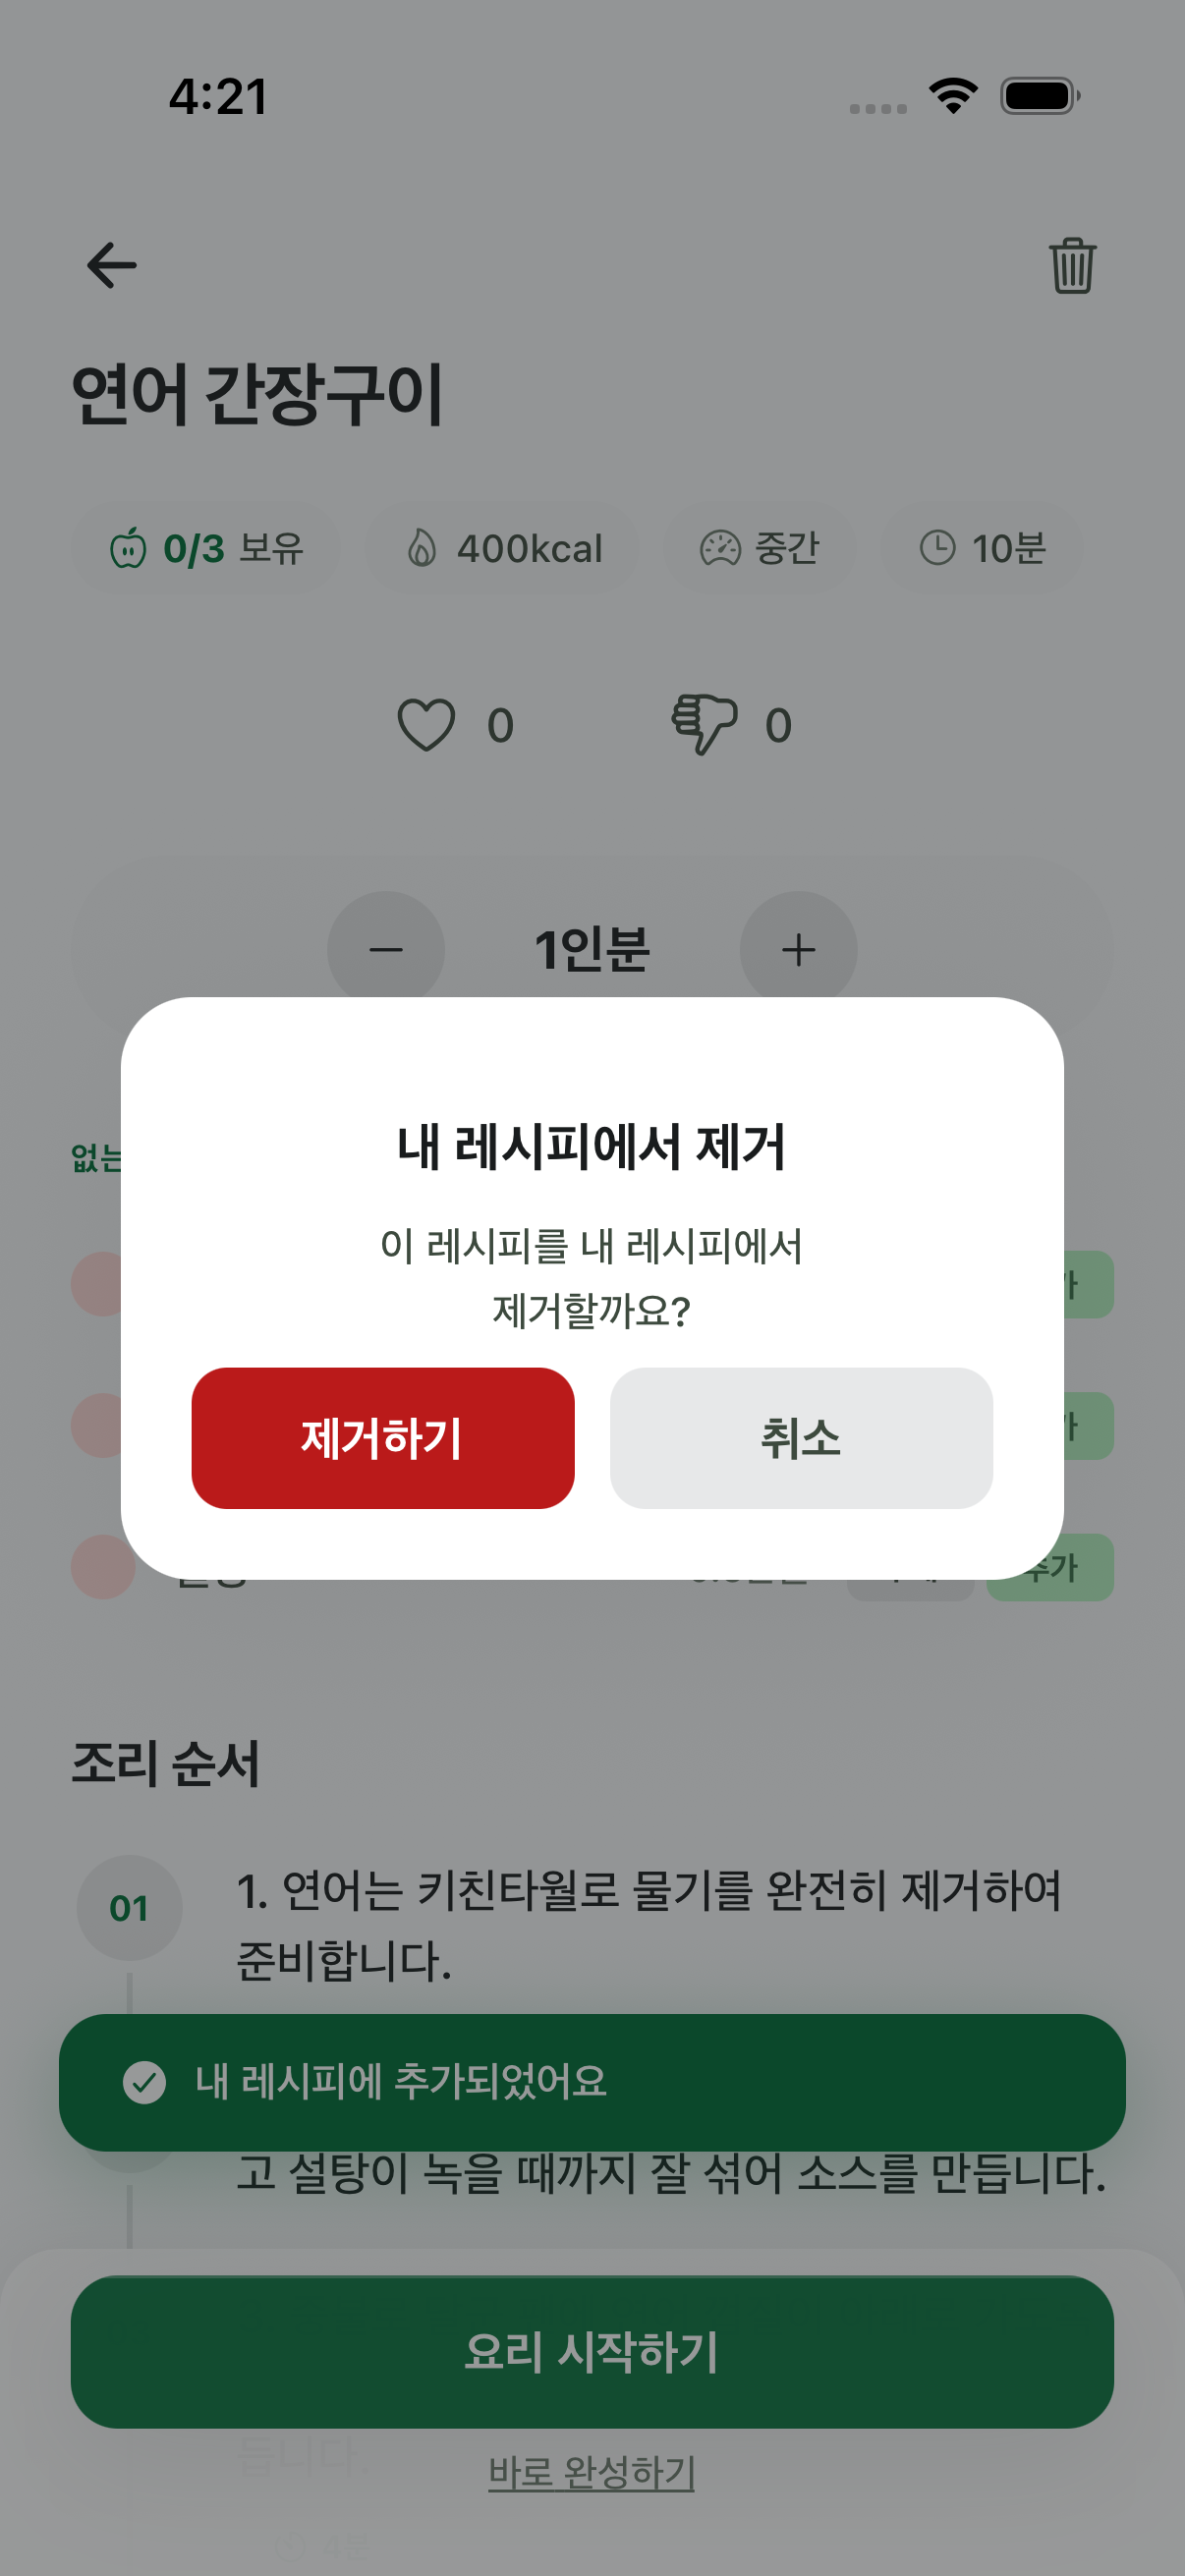 4:21
연어 간장구이
0/3 보유
400kcal
중간
10분
0
0
1인분
내 레시피에서 제거
이 레시피를 내 레시피에서
제거할까요?
제거하기
취소
추가
조리 순서
01
1. 연어는 키친타월로 물기를 완전히 제거하여
준비합니다.
내 레시피에 추가되었어요
고 설탕이 녹을 때까지 잘 섞어 소스를 만듭니다.
요리 시작하기
바로 완성하기